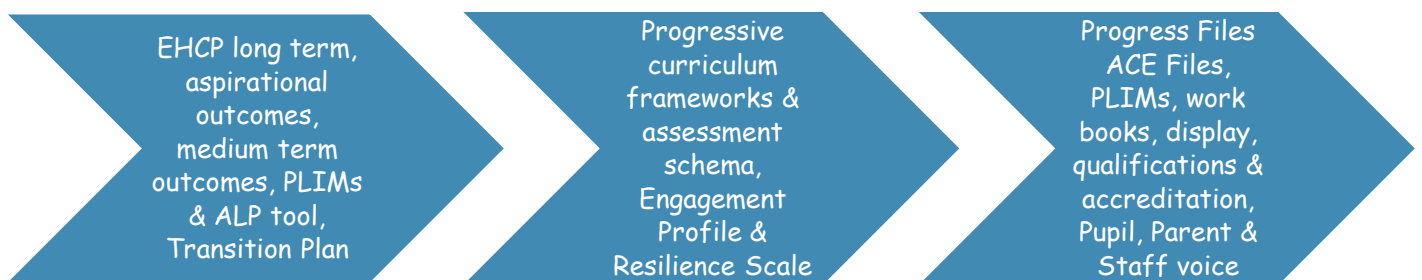 EHCP long term,
aspirational
outcomes,
medium term
outcomes, PLIMs
& ALP tool,
Transition Plan
Progressive
curriculum
frameworks &
assessment
schema,
Engagement
Profile &
Resilience Scale
Progress Files
ACE Files,
PLIMs, work
books, display,
qualifications &
accreditation,
Pupil, Parent &
Staff voice